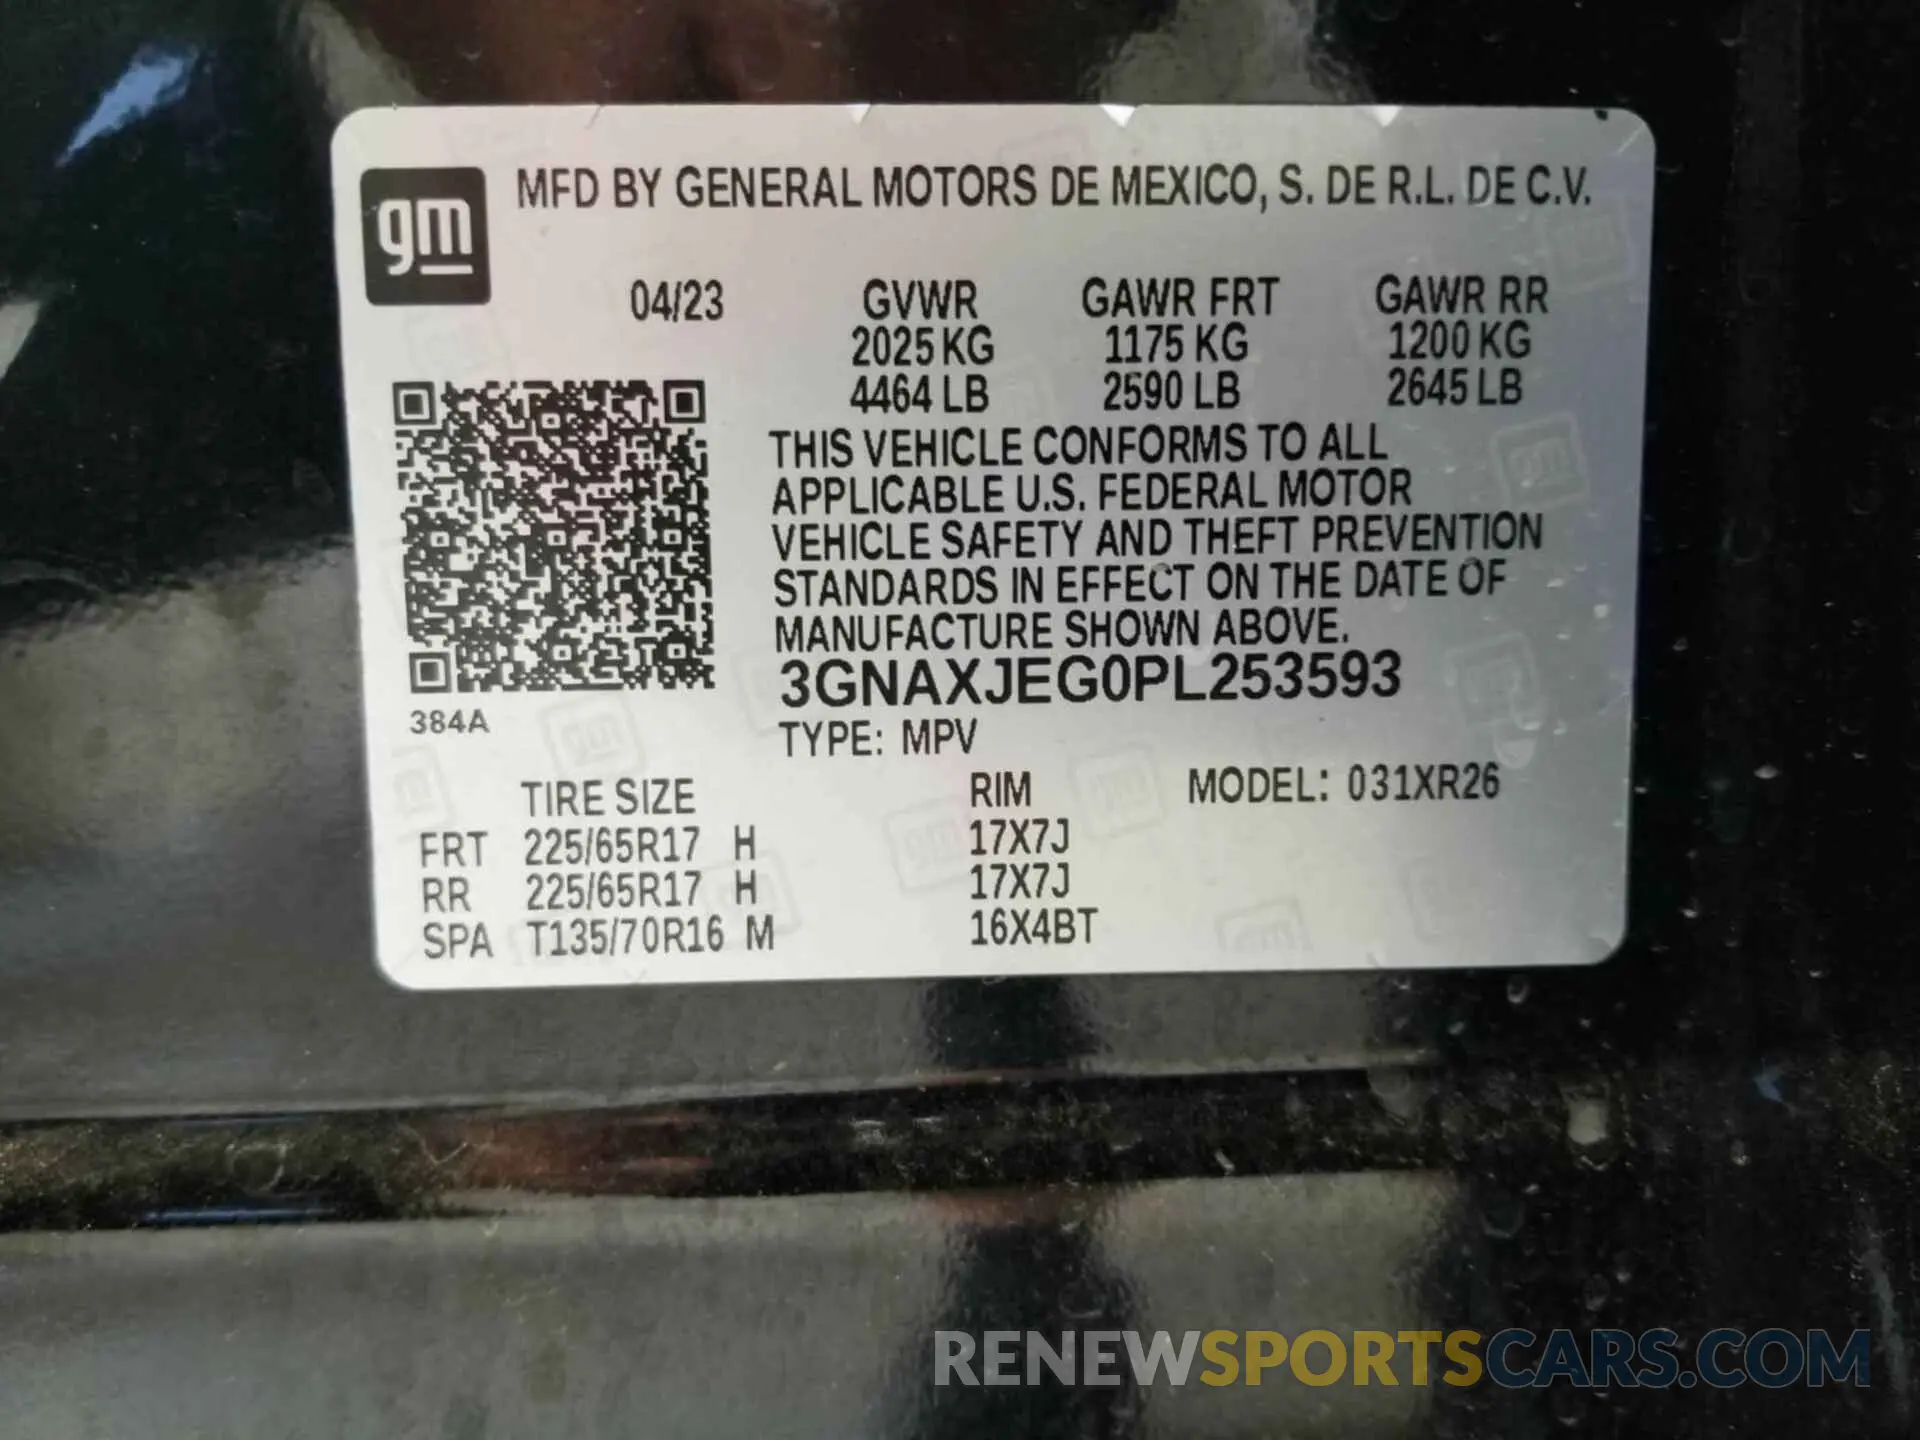 gm
MFD BY GENERAL MOTORS DE MEXICO, S. DE R.L. DE C.V.
04/23 GVWR GAWR FRT GAWR RR
2025 KG 1175 KG 1200 KG
4464 LB 2590 LB 2645 LB
THIS VEHICLE CONFORMS TO ALL
APPLICABLE U.S. FEDERAL MOTOR
VEHICLE SAFETY AND THEFT PREVENTION
STANDARDS IN EFFECT ON THE DATE OF
MANUFACTURE SHOWN ABOVE.
3GNAXJEG0PL253593
384A
TYPE: MPV
TIRE SIZE RIM MODEL: 031XR26
FRT 225/65R17 H 17X7J
RR 225/65R17 H 17X7J
SPA T135/70R16 M 16X4BT
RENEWSPORTSCARS.COM